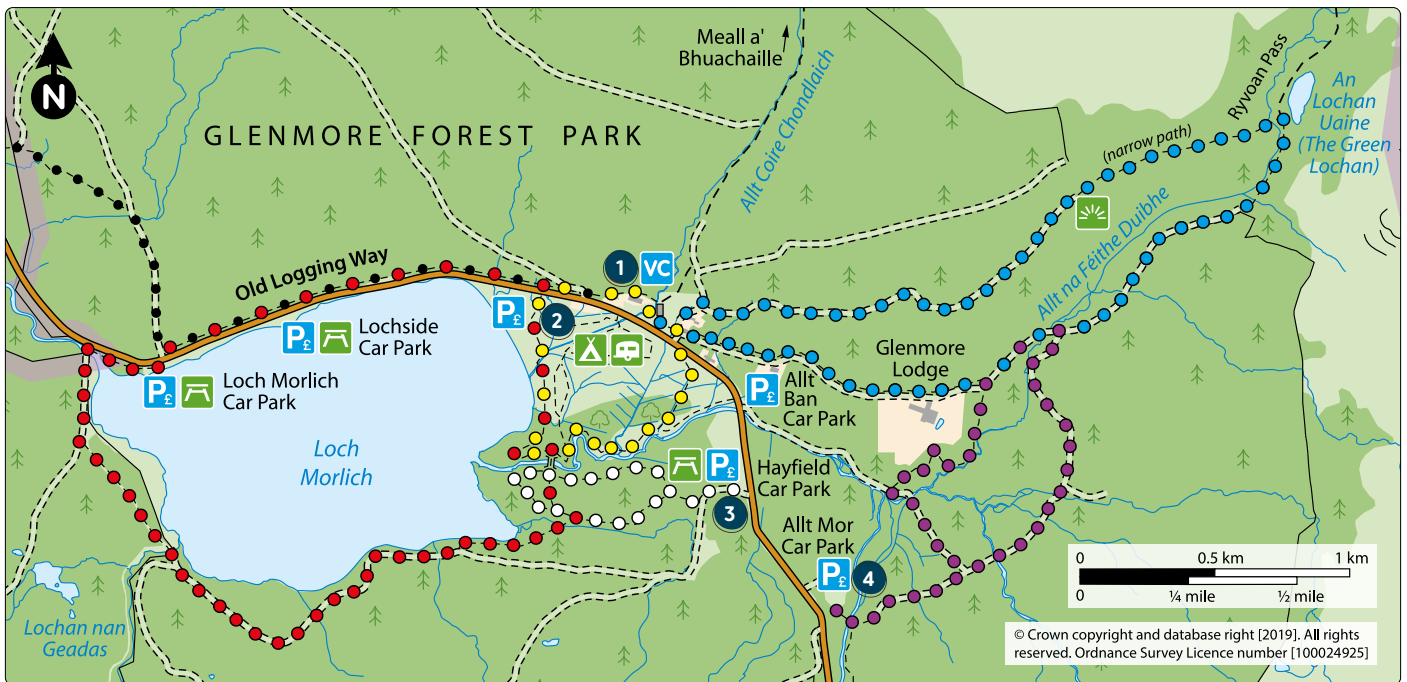 Meall a'
Bhuachaille
N
GLENMORE FOREST PARK
Allt Coire Chondlaich
Ryvoan Pass
An
Lochan
Uaine
(The Green
Lochan)
(narrow path)
Allt na Féithe Duibhe
Old Logging Way
1
VC
P£
2
P£
Lochside
Car Park
P£
Loch Morlich
Car Park
Glenmore
Lodge
P£
Allt
Ban
Car Park
Loch
Morlich
P£
Hayfield
Car Park
3
Allt Mor
Car Park
P£
4
0 0.5 km 1 km
0 ¼ mile ½ mile
Lochan nan
Geadas
© Crown copyright and database right [2019]. All rights
reserved. Ordnance Survey Licence number [100024925]